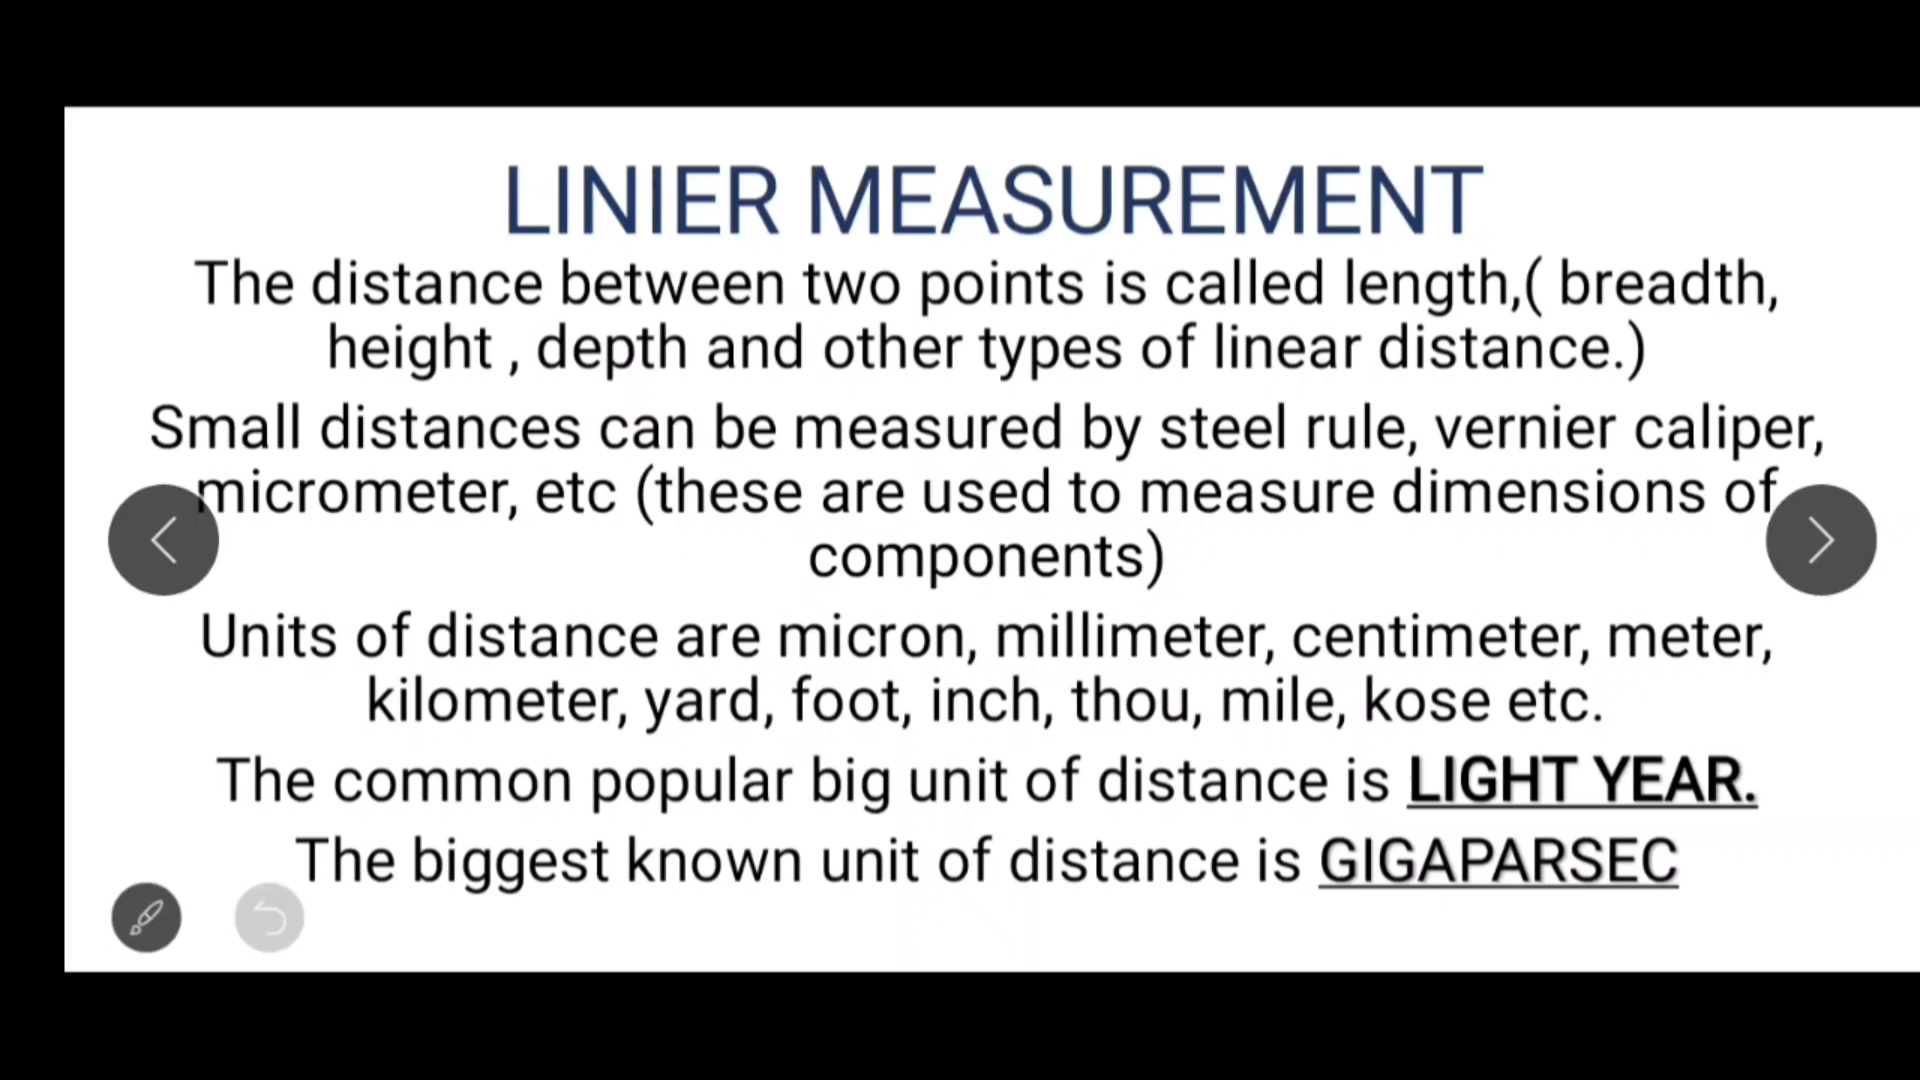 LINIER MEASUREMENT
The distance between two points is called length,( breadth,
height , depth and other types of linear distance.)
Small distances can be measured by steel rule, vernier caliper,
micrometer, etc (these are used to measure dimensions of
components)
Units of distance are micron, millimeter, centimeter, meter,
kilometer, yard, foot, inch, thou, mile, kose etc.
The common popular big unit of distance is LIGHT YEAR.
The biggest known unit of distance is GIGAPARSEC